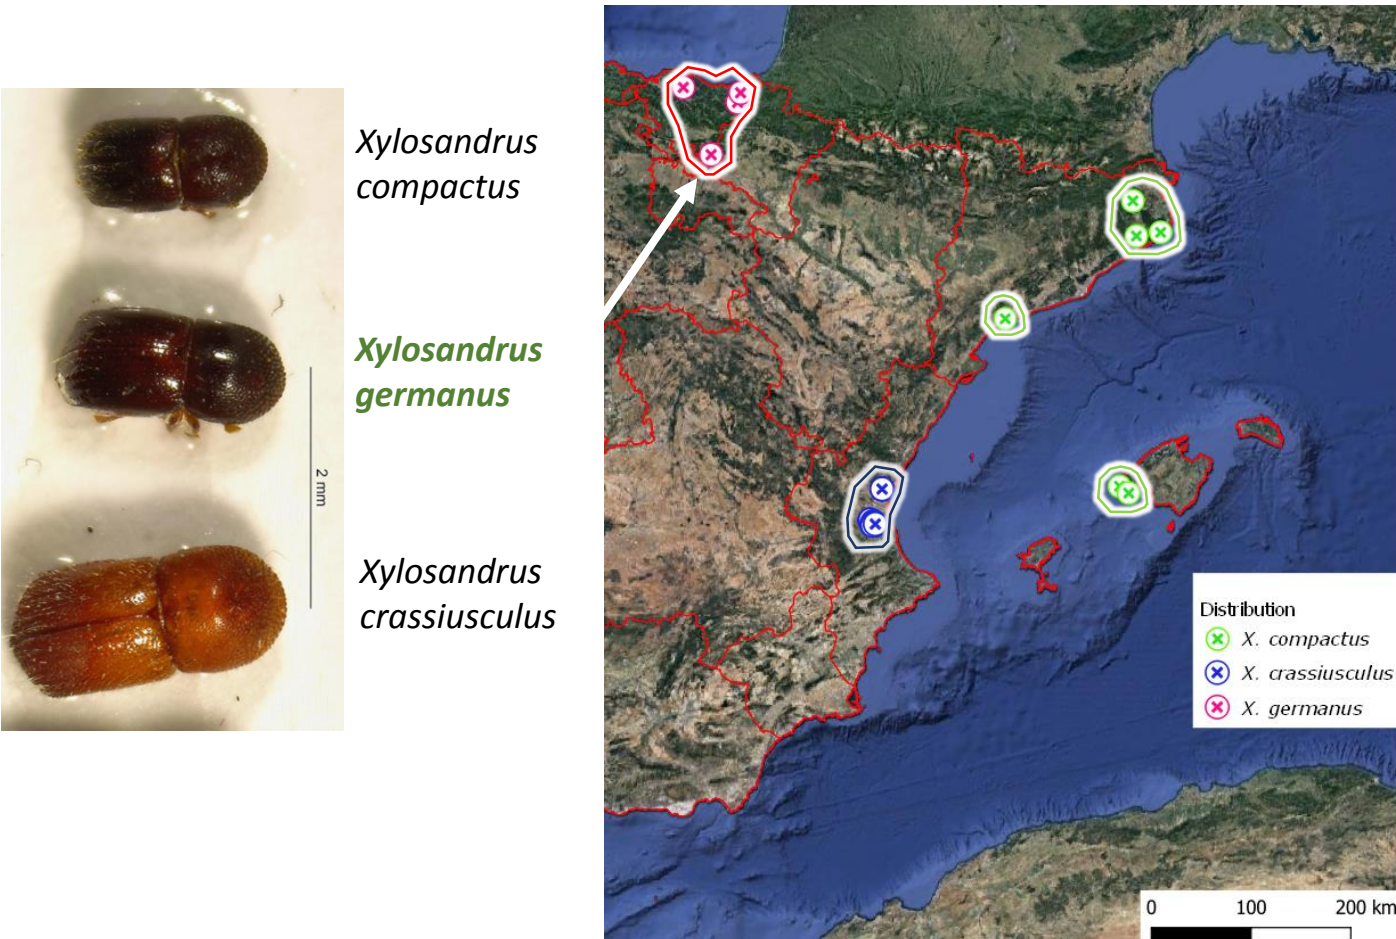 Xylosandrus
compactus
Xylosandrus
germanus
2 mm
Xylosandrus
crassiusculus
Distribution
X. compactus
X. crassiusculus
X. germanus
0 100 200 km